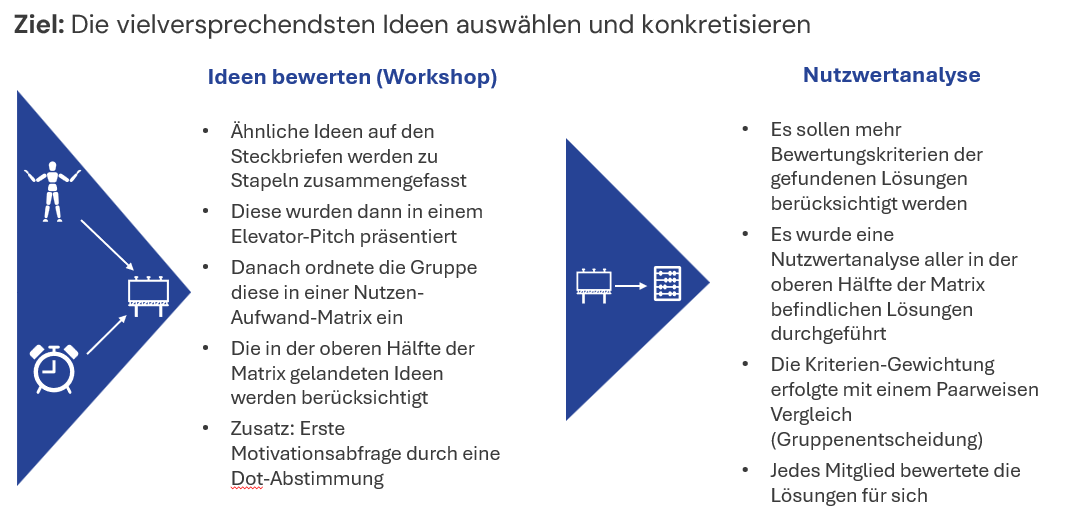 Ziel: Die vielversprechendsten Ideen auswählen und konkretisieren
Ideen bewerten (Workshop)
• Ähnliche Ideen auf den
Steckbriefen werden zu
Stapeln zusammengefasst
• Diese wurden dann in einem
Elevator-Pitch präsentiert
• Danach ordnete die Gruppe
diese in einer Nutzen-
Aufwand-Matrix ein
• Die in der oberen Hälfte der
Matrix gelandeten Ideen
werden berücksichtigt
• Zusatz: Erste
Motivationsabfrage durch eine
Dot-Abstimmung
Nutzwertanalyse
• Es sollen mehr
Bewertungskriterien der
gefundenen Lösungen
berücksichtigt werden
• Es wurde eine
Nutzwertanalyse aller in der
oberen Hälfte der Matrix
befindlichen Lösungen
durchgeführt
• Die Kriterien-Gewichtung
erfolgte mit einem Paarweisen
Vergleich
(Gruppenentscheidung)
• Jedes Mitglied bewertete die
Lösungen für sich